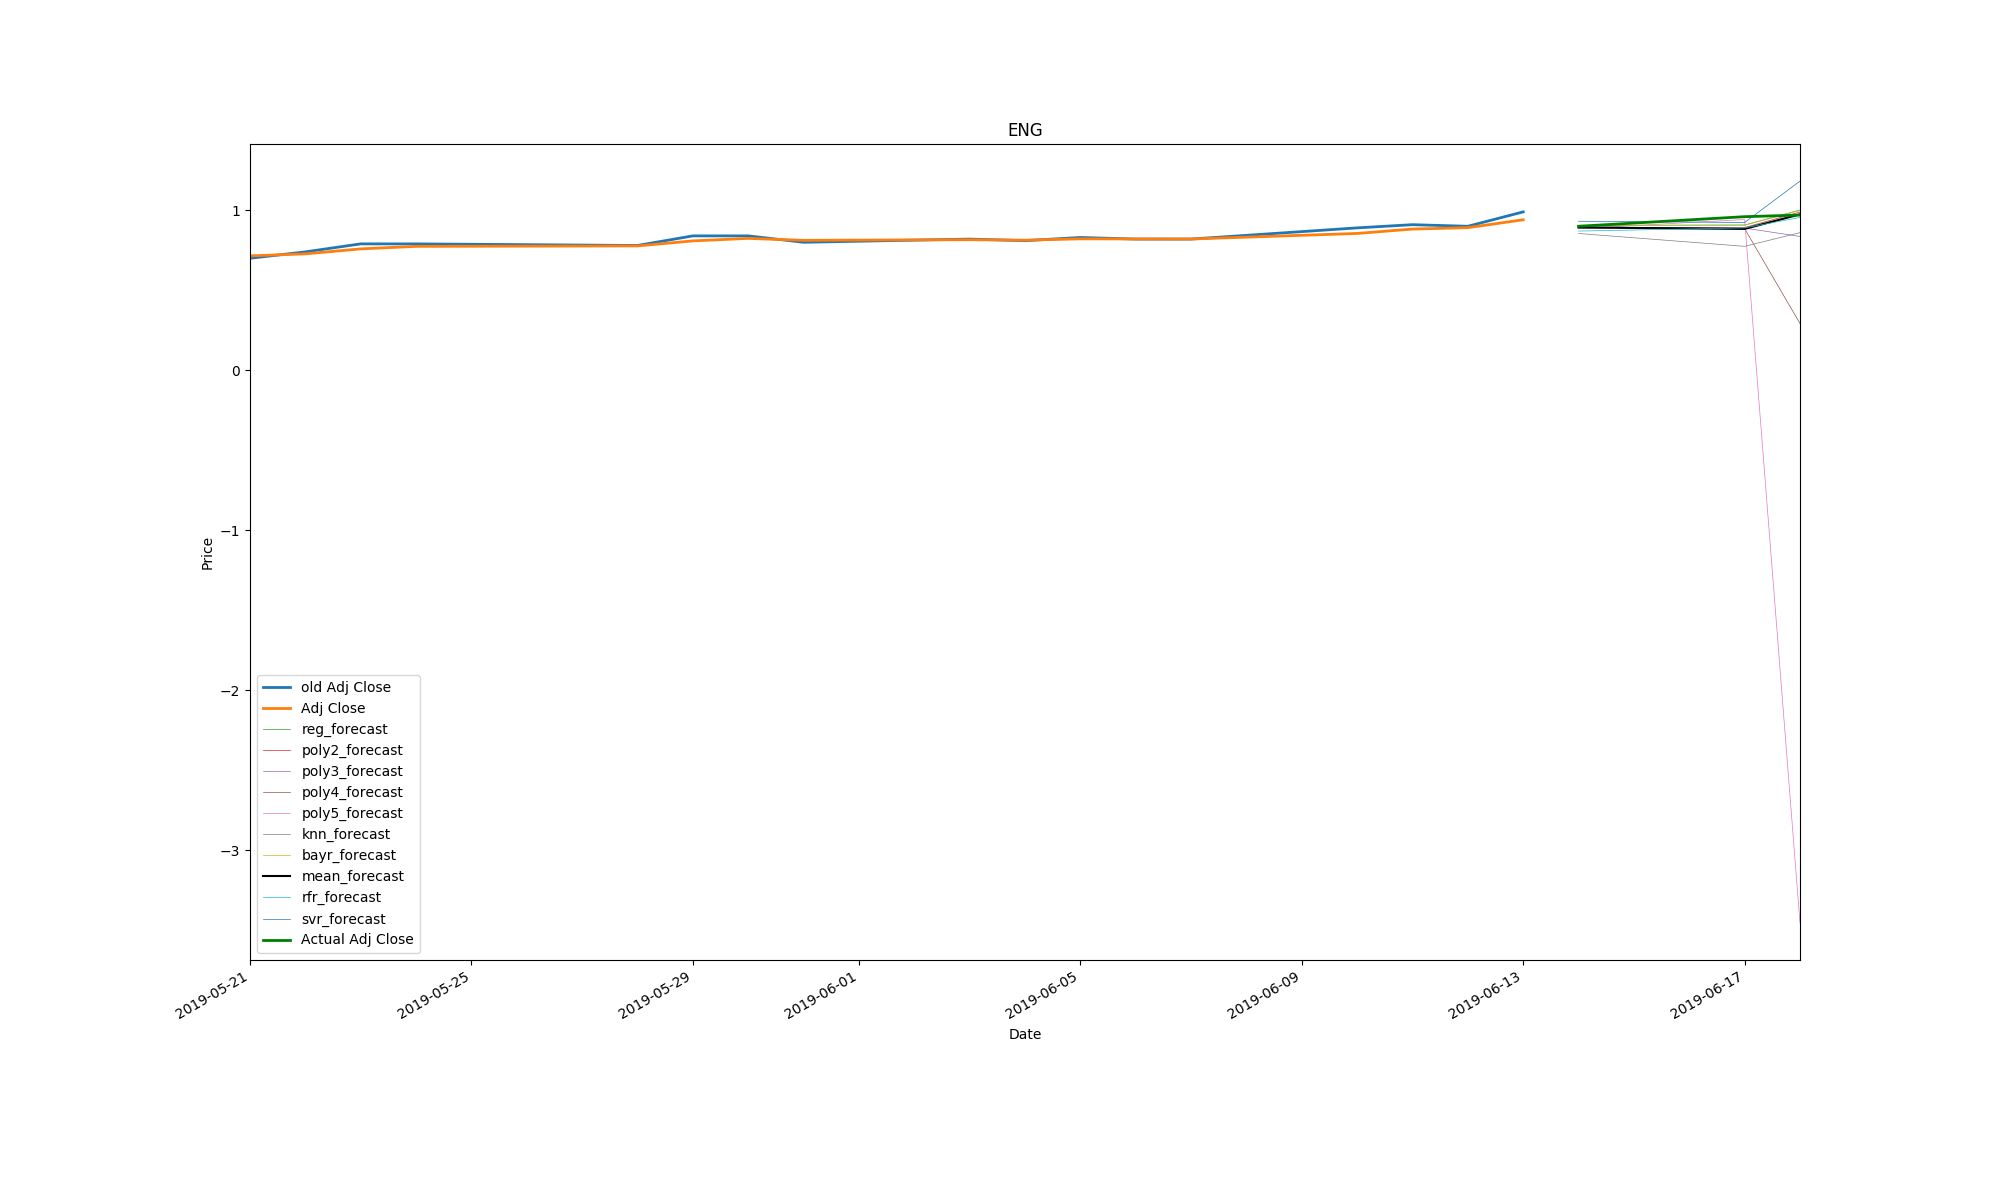 ENG
1
0
−1
−2
−3
Price
old Adj Close
Adj Close
reg_forecast
poly2_forecast
poly3_forecast
poly4_forecast
poly5_forecast
knn_forecast
bayr_forecast
mean_forecast
rfr_forecast
svr_forecast
Actual Adj Close
2019-05-21
2019-05-25
2019-05-29
2019-06-01
2019-06-05
2019-06-09
2019-06-13
2019-06-17
Date